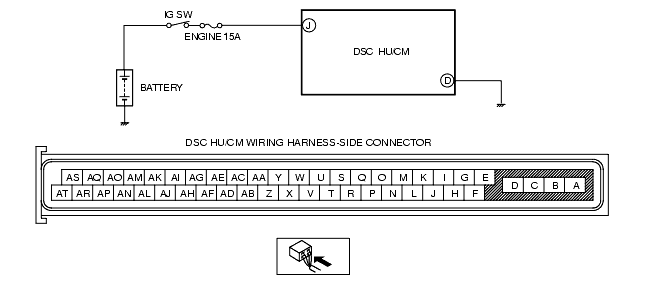 IG SW
ENGINE 15A
J
DSC HU/CM
D
BATTERY
DSC HU/CM WIRING HARNESS-SIDE CONNECTOR
AS AQ AO AM AK AI AG AE AC AA Y W U S Q O M K I G E
D C B A
AT AR AP AN AL AJ AH AF AD AB Z X V T R P N L J H F